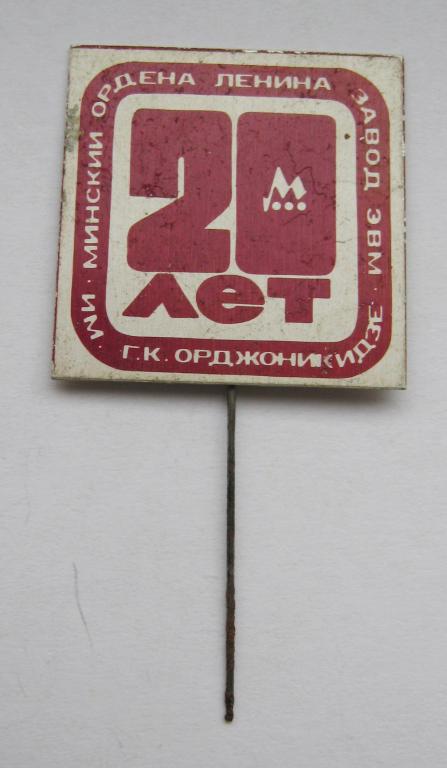 МИНСКИЙ ОРДЕНА ЛЕНИНА ЗАВОД ЭВМ
ИМ. Г.К. ОРДЖОНИКИДЗЕ
20
лет
М